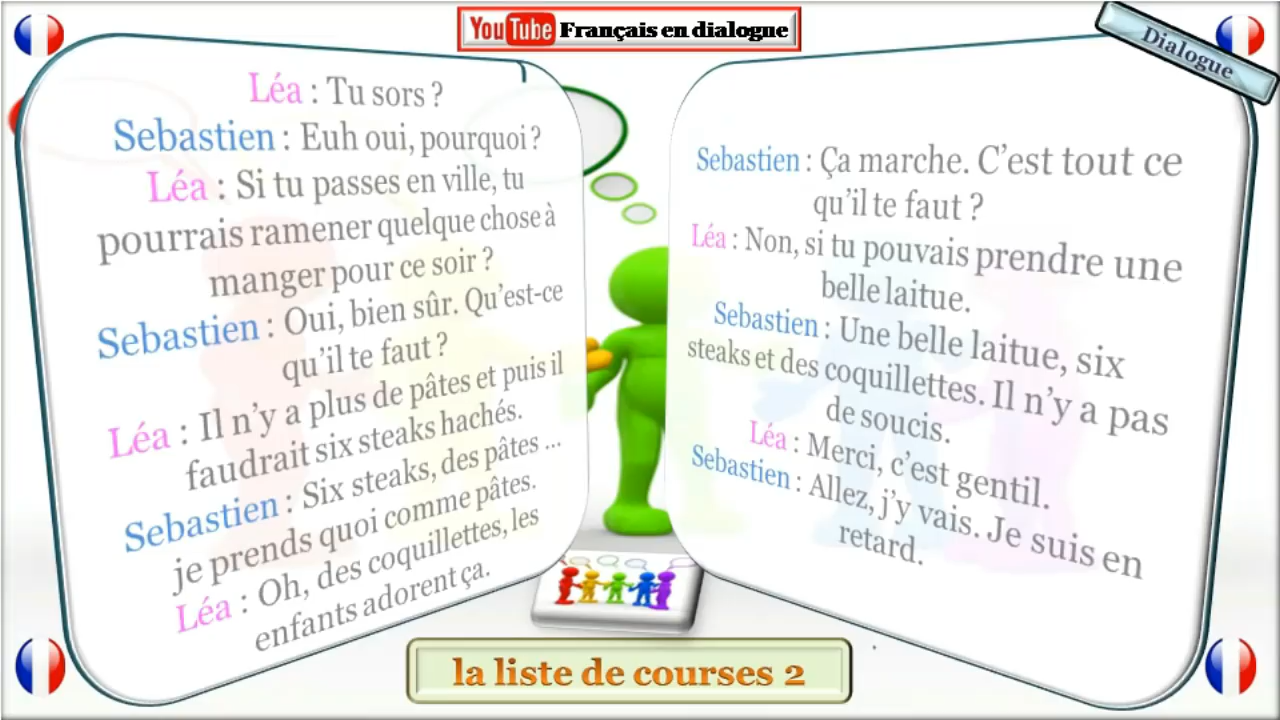 YouTube Français en dialogue
Dialogue
Léa : Tu sors ?
Sebastien : Euh oui, pourquoi ?
Léa : Si tu passes en ville, tu
pourrais ramener quelque chose à
manger pour ce soir ?
Sebastien : Oui, bien sûr. Qu'est-ce
qu'il te faut ?
Léa : Il n'y a plus de pâtes et puis il
faudrait six steaks hachés.
Sebastien : Six steaks, des pâtes ...
je prends quoi comme pâtes.
Léa : Oh, des coquillettes, les
enfants adorent ça.
Sebastien : Ça marche. C'est tout ce
qu'il te faut ?
Léa : Non, si tu pouvais prendre une
belle laitue.
Sebastien : Une belle laitue, six
steaks et des coquillettes. Il n'y a pas
de soucis.
Léa : Merci, c'est gentil.
Sebastien : Allez, j'y vais. Je suis en
retard.
la liste de courses 2